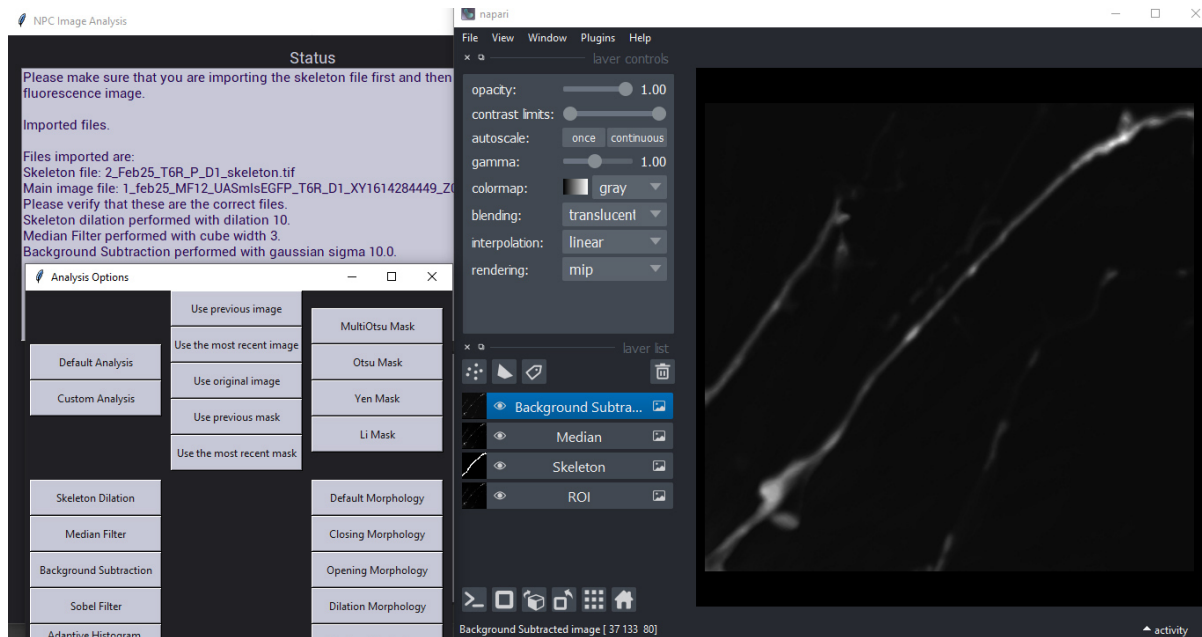 NPC Image Analysis
Status
Please make sure that you are importing the skeleton file first and then
fluorescence image.
Imported files.
Files imported are:
Skeleton file: 2_Feb25_T6R_P_D1_skeleton.tif
Main image file: 1_feb25_MF12_UASmIsEGFP_T6R_D1_XY1614284449_Z0
Please verify that these are the correct files.
Skeleton dilation performed with dilation 10.
Median Filter performed with cube width 3.
Background Subtraction performed with gaussian sigma 10.0.
Analysis Options
Default Analysis
Custom Analysis
Use previous image
Use the most recent image
Use original image
Use previous mask
Use the most recent mask
MultiOtsu Mask
Otsu Mask
Yen Mask
Li Mask
Skeleton Dilation
Median Filter
Background Subtraction
Sobel Filter
Adaptive Histogram
Default Morphology
Closing Morphology
Opening Morphology
Dilation Morphology
napari
File View Window Plugins Help
layer controls
opacity: 1.00
contrast limits:
autoscale: once continuous
gamma: 1.00
colormap: gray
blending: translucent
interpolation: linear
rendering: mip
layer list
Background Subtra...
Median
Skeleton
ROI
Background Subtracted image [ 37 133 80]
activity